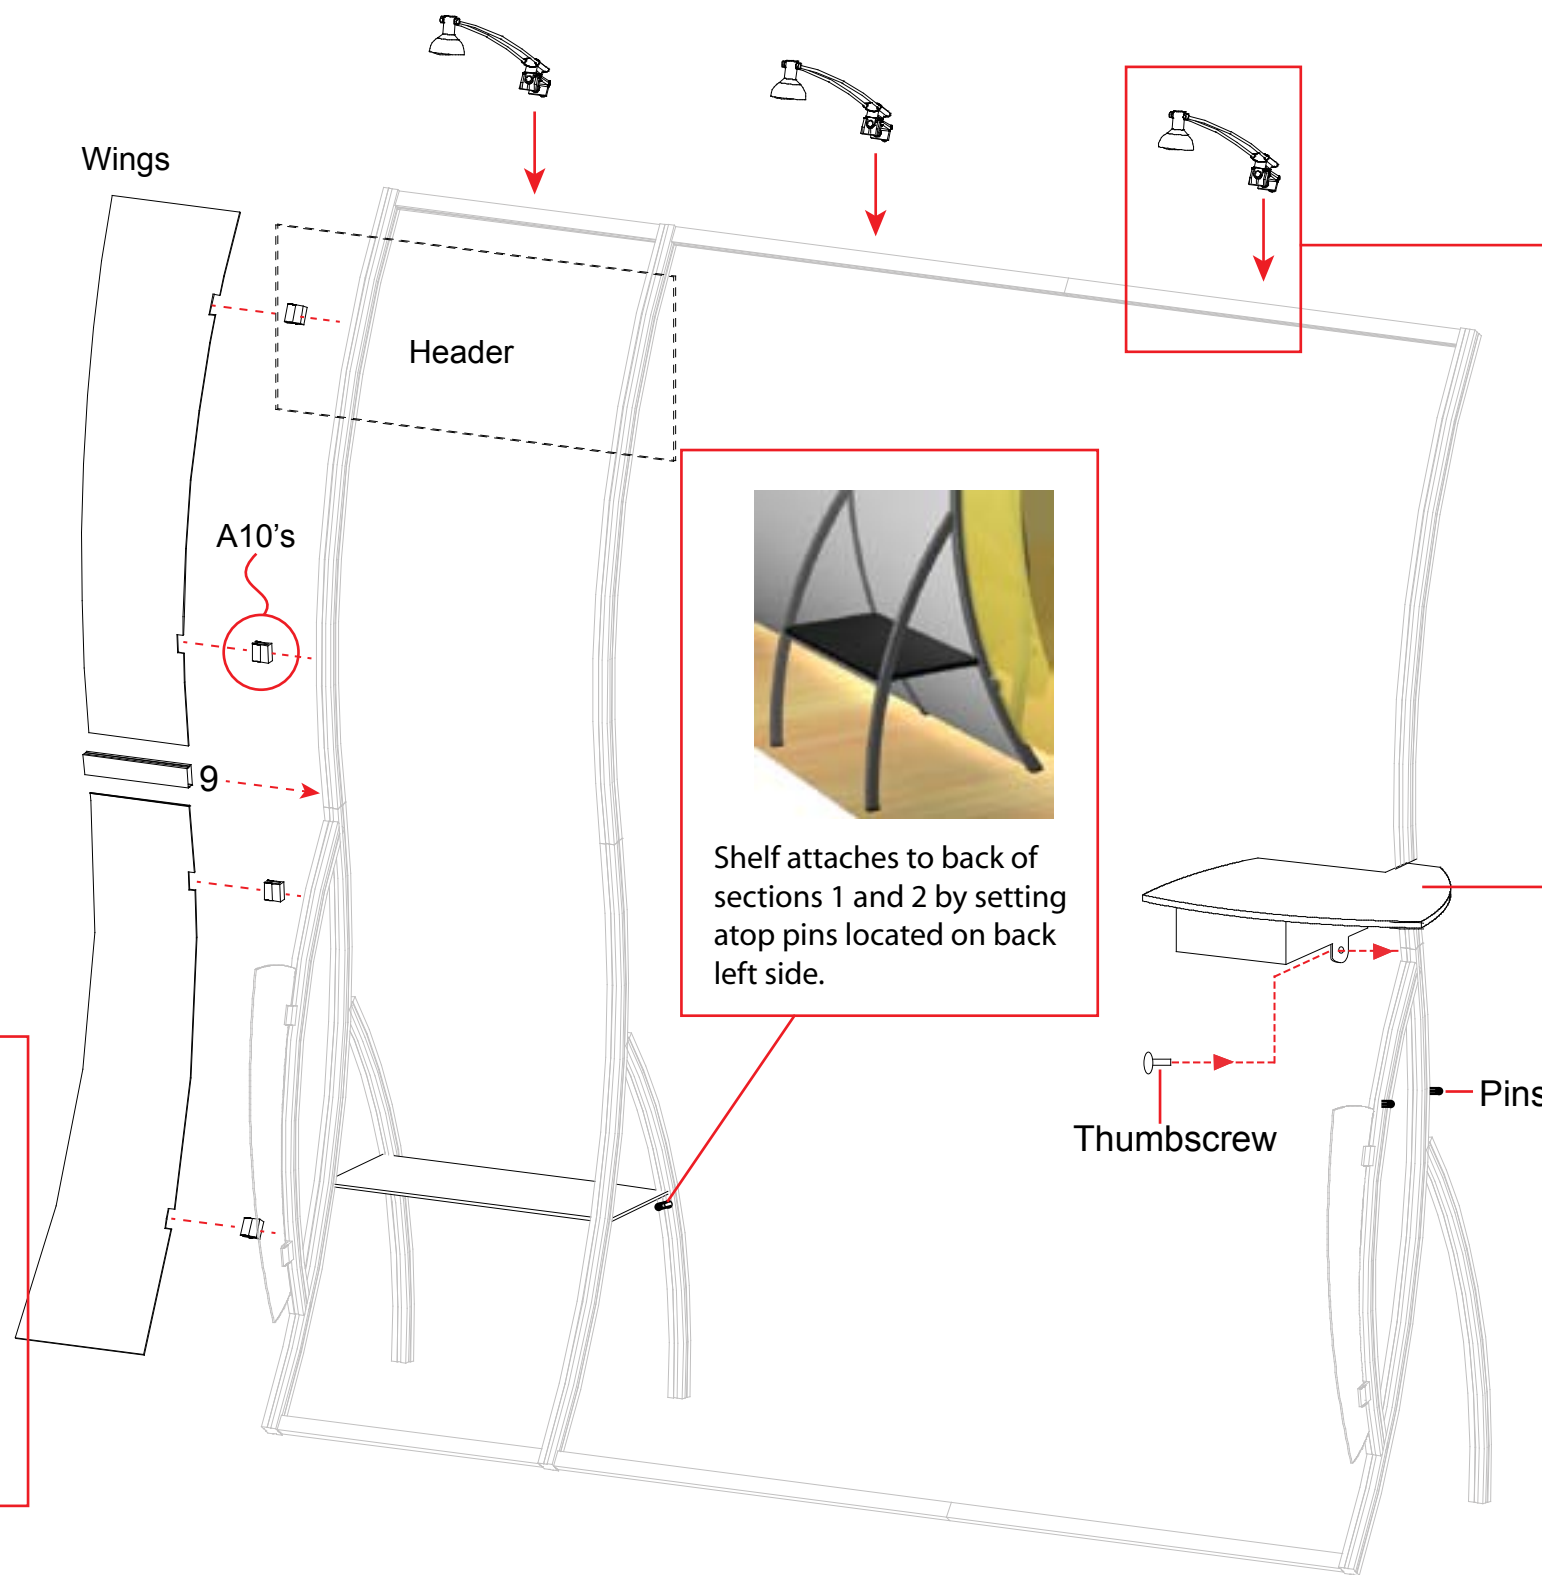 Wings
Header
A10's
9
Shelf attaches to back of
sections 1 and 2 by setting
atop pins located on back
left side.
Pins
Thumbscrew